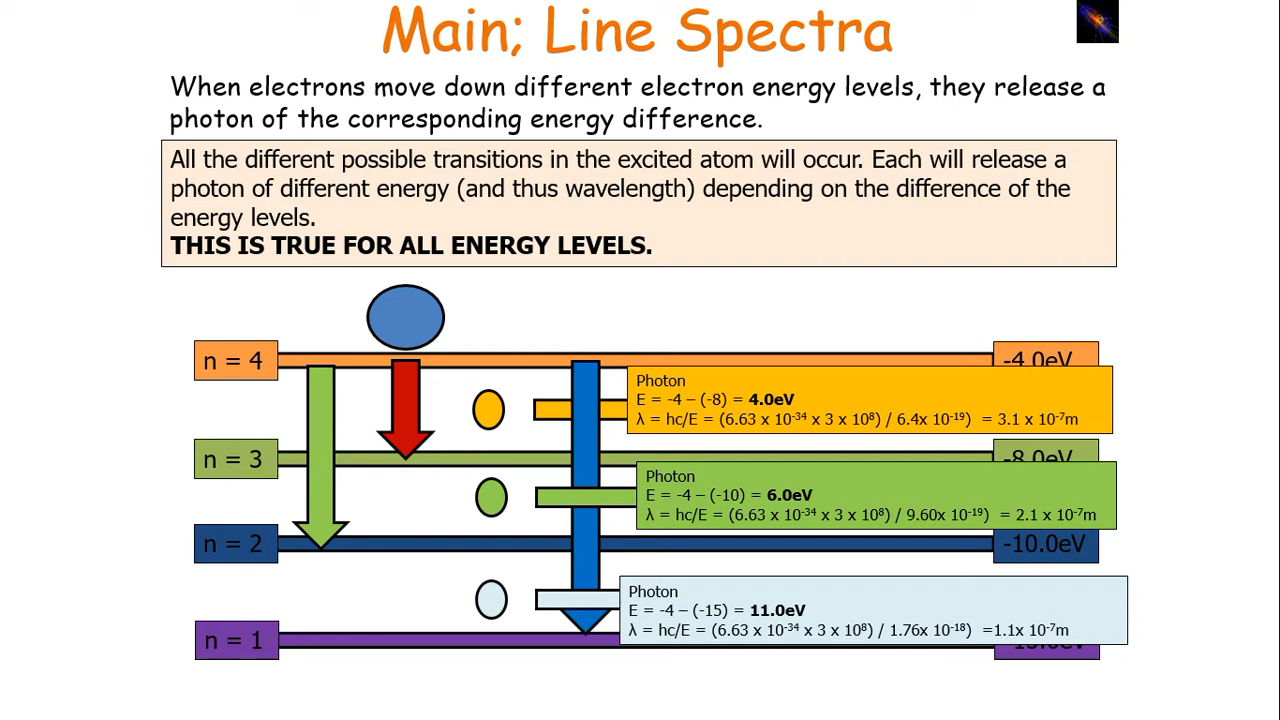 Main; Line Spectra
When electrons move down different electron energy levels, they release a
photon of the corresponding energy difference.
All the different possible transitions in the excited atom will occur. Each will release a
photon of different energy (and thus wavelength) depending on the difference of the
energy levels.
THIS IS TRUE FOR ALL ENERGY LEVELS.
n = 4
-4.0eV
Photon
E = -4 – (-8) = 4.0eV
λ = hc/E = (6.63 x 10⁻³⁴ x 3 x 10⁸) / 6.4x 10⁻¹⁹) = 3.1 x 10⁻⁷m
n = 3
-8.0eV
Photon
E = -4 – (-10) = 6.0eV
λ = hc/E = (6.63 x 10⁻³⁴ x 3 x 10⁸) / 9.60x 10⁻¹⁹) = 2.1 x 10⁻⁷m
n = 2
-10.0eV
Photon
E = -4 – (-15) = 11.0eV
λ = hc/E = (6.63 x 10⁻³⁴ x 3 x 10⁸) / 1.76x 10⁻¹⁸) =1.1x 10⁻⁷m
n = 1